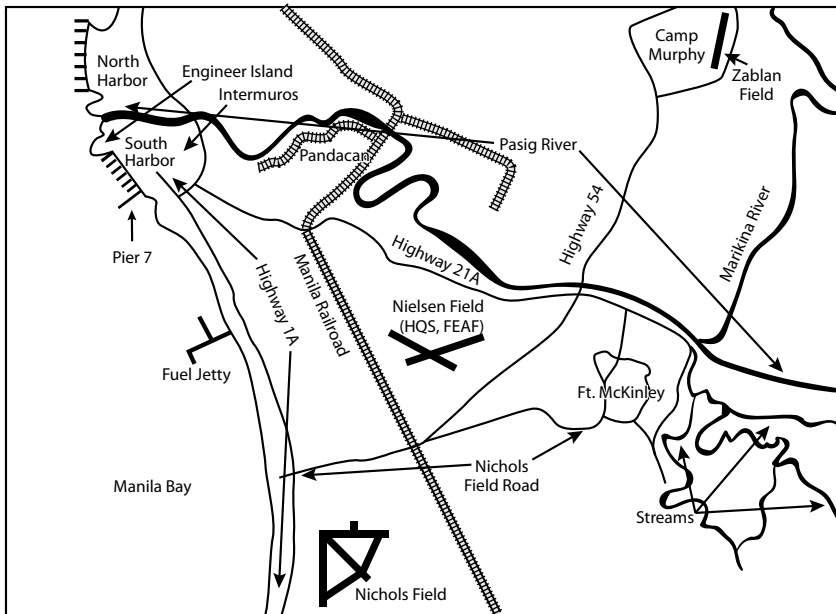 North
Harbor
Engineer Island
Intermuros
South
Harbor
Pandacan
Pasig River
Camp
Murphy
Zablan
Field
Pier 7
Highway 1A
Manila Railroad
Highway 21A
Highway 54
Marikina River
Nielsen Field
(HQS, FEAF)
Fuel Jetty
Ft. McKinley
Manila Bay
Nichols
Field Road
Streams
Nichols Field